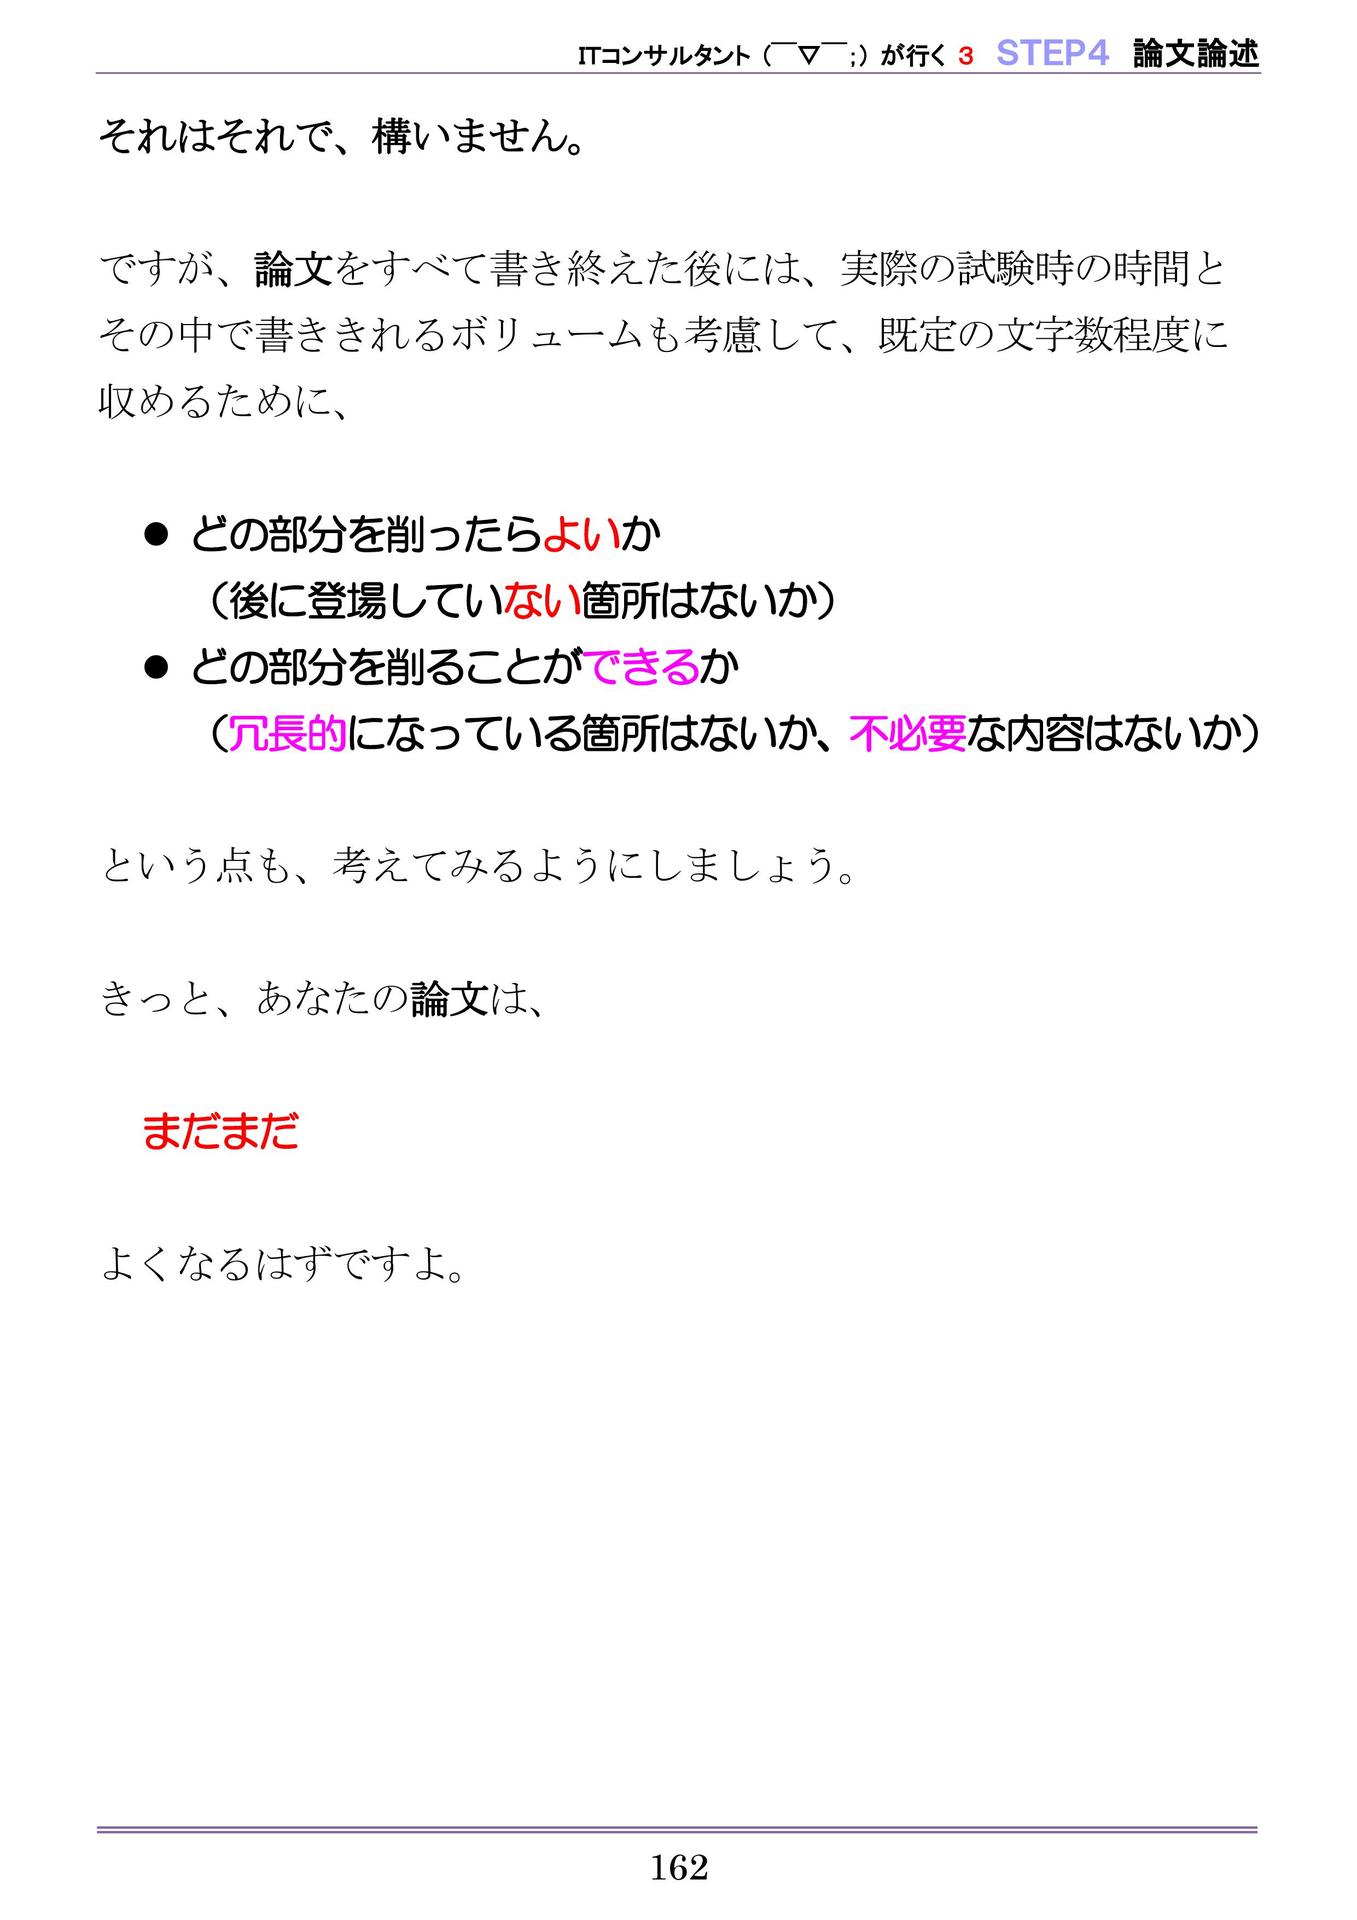 ITコンサルタント（￣▽￣；）が行く 3 STEP4 論文論述
それはそれで、構いません。
ですが、論文をすべて書き終えた後には、実際の試験時の時間と
その中で書ききれるボリュームも考慮して、既定の文字数程度に
収めるために、
● どの部分を削ったらよいか
（後に登場していない箇所はないか）
● どの部分を削ることができるか
（冗長的になっている箇所はないか、不必要な内容はないか）
という点も、考えてみるようにしましょう。
きっと、あなたの論文は、
まだまだ
よくなるはずですよ。
162